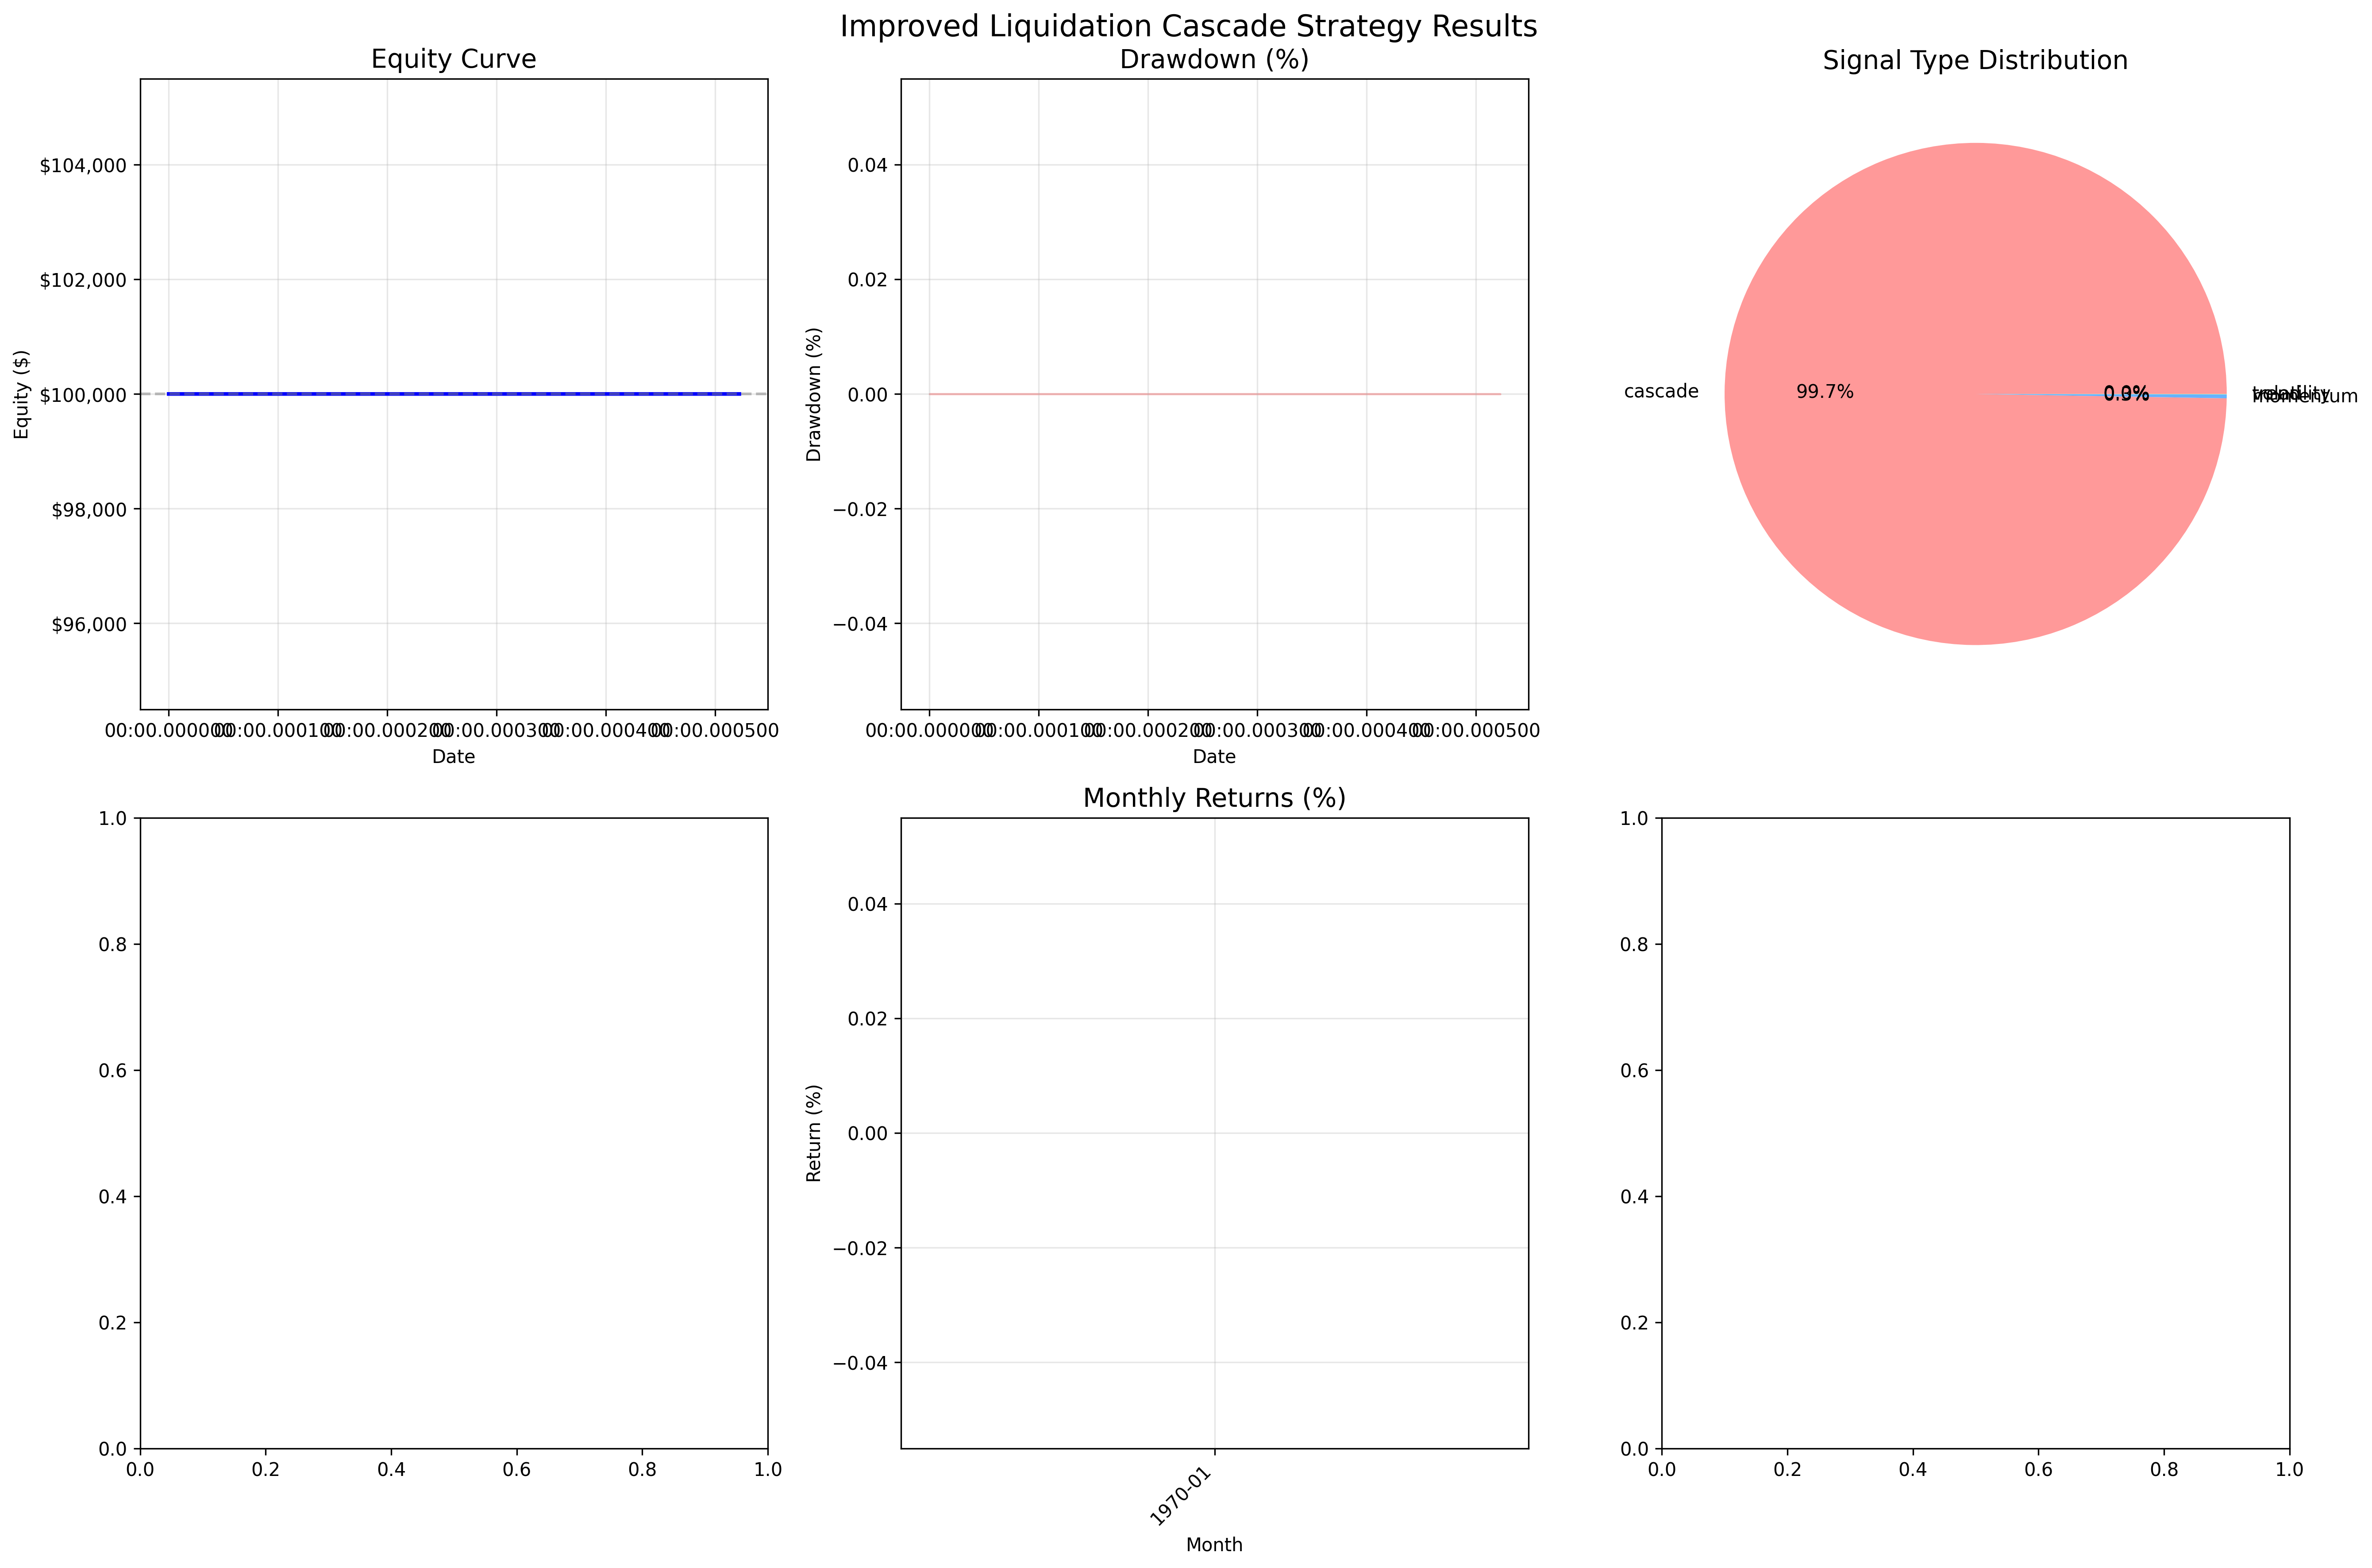 Improved Liquidation Cascade Strategy Results
Equity Curve
Equity ($)
$104,000
$102,000
$100,000
$98,000
$96,000
00:00.000000
00:00.000100
00:00.000200
00:00.000300
00:00.000400
00:00.000500
Date
Drawdown (%)
Drawdown (%)
0.04
0.02
0.00
−0.02
−0.04
00:00.000000
00:00.000100
00:00.000200
00:00.000300
00:00.000400
00:00.000500
Date
Signal Type Distribution
cascade
99.7%
momentum
1.0
0.8
0.6
0.4
0.2
0.0
0.0 0.2 0.4 0.6 0.8 1.0
Monthly Returns (%)
Return (%)
0.04
0.02
0.00
−0.02
−0.04
1970-01
Month
1.0
0.8
0.6
0.4
0.2
0.0
0.0 0.2 0.4 0.6 0.8 1.0